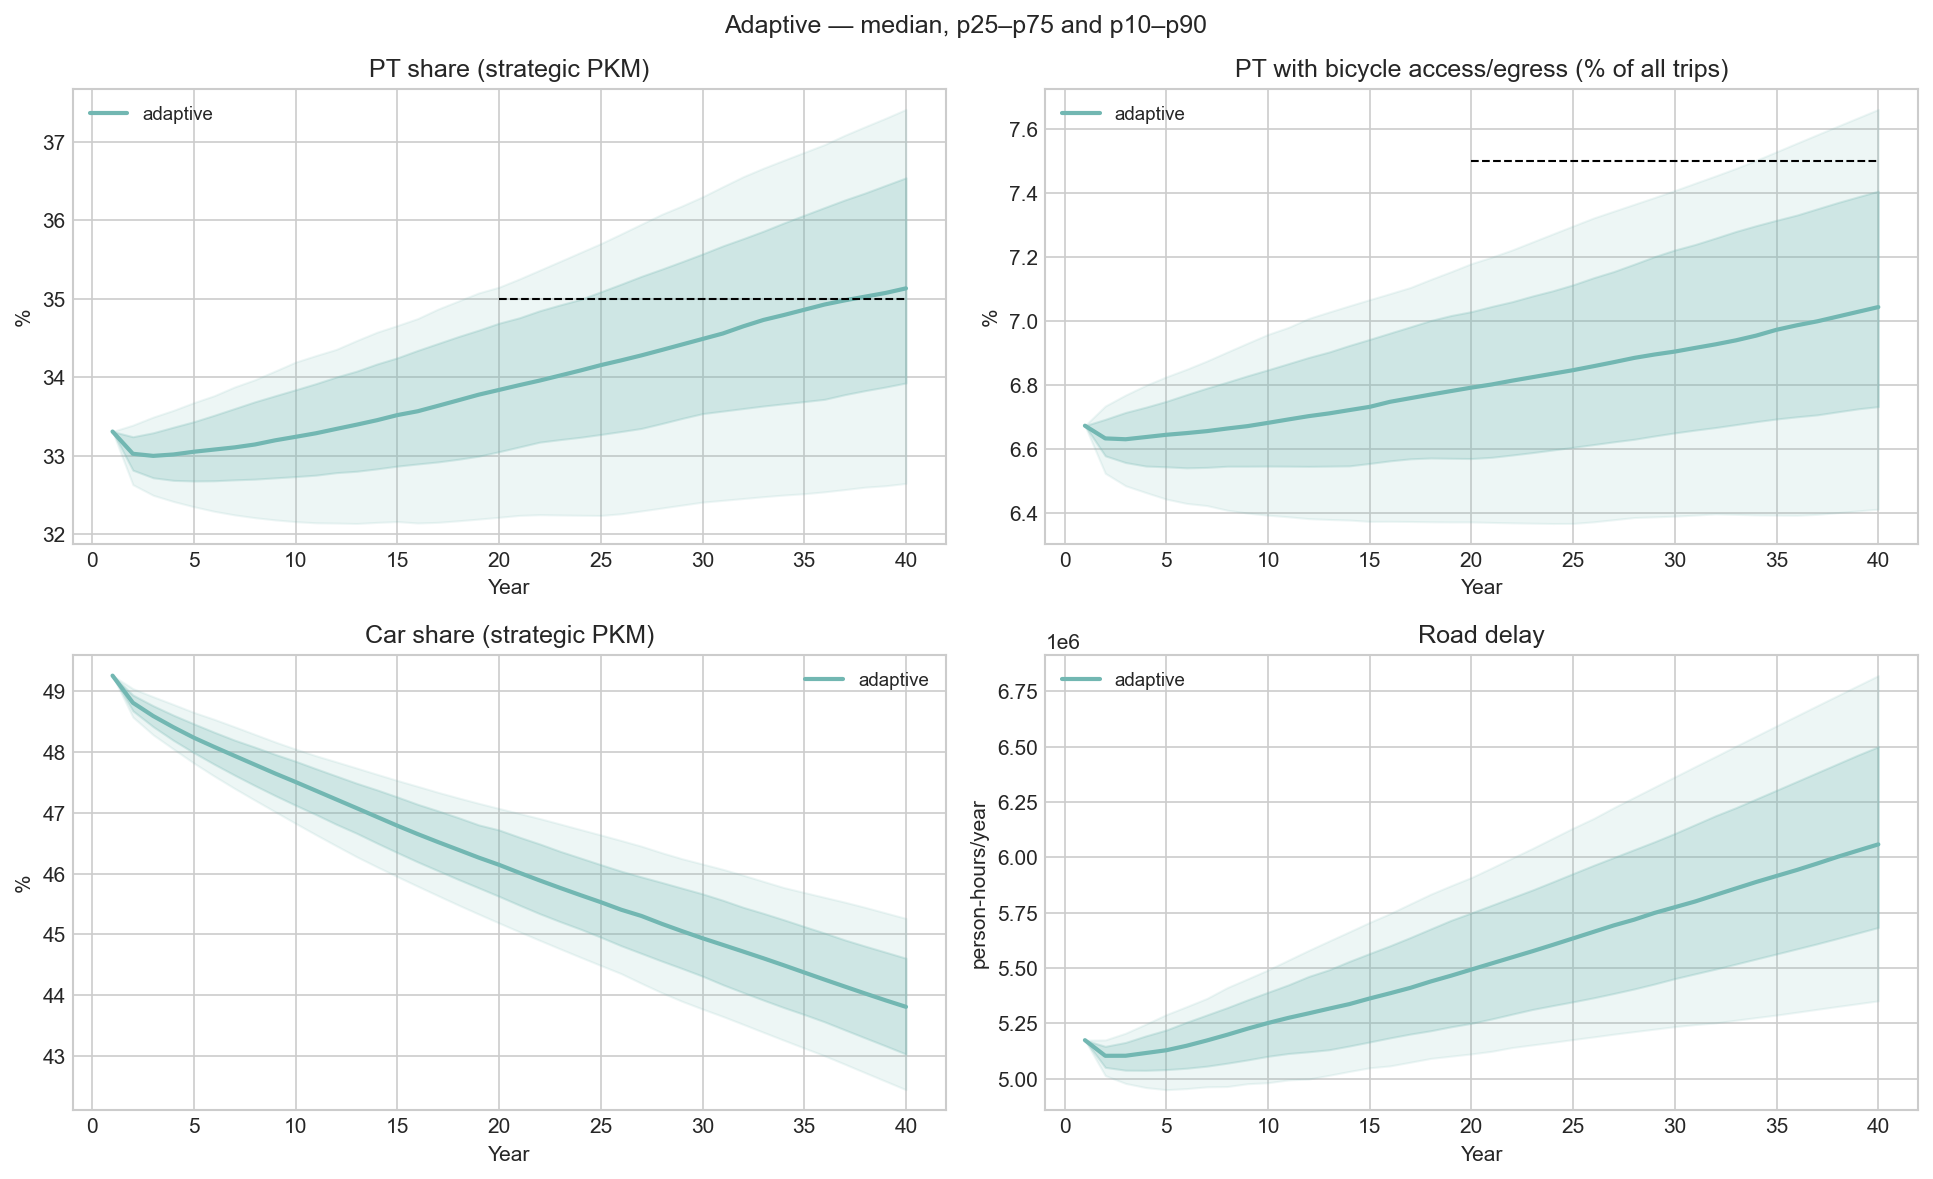 Adaptive — median, p25–p75 and p10–p90
PT share (strategic PKM)
adaptive
37
36
35
34
33
32
%
0 5 10 15 20 25 30 35 40
Year
PT with bicycle access/egress (% of all trips)
adaptive
7.6
7.4
7.2
7.0
6.8
6.6
6.4
%
0 5 10 15 20 25 30 35 40
Year
Car share (strategic PKM)
adaptive
49
48
47
46
45
44
43
%
0 5 10 15 20 25 30 35 40
Year
Road delay
1e6
adaptive
6.75
6.50
6.25
6.00
5.75
5.50
5.25
5.00
person-hours/year
0 5 10 15 20 25 30 35 40
Year